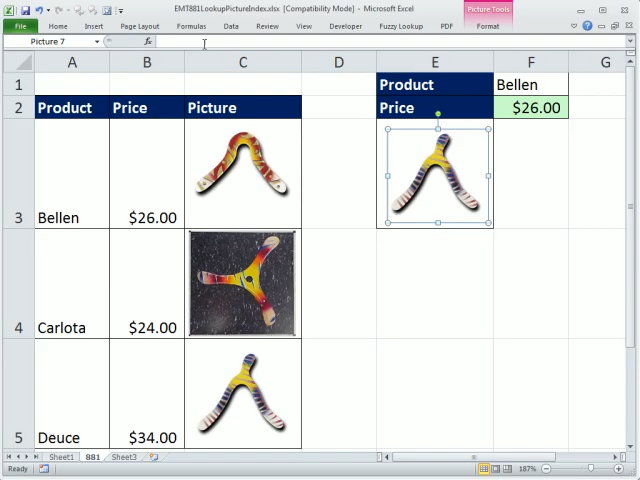 EMT881LookupPictureIndex.xlsx [Compatibility Mode] - Microsoft Excel
Picture Tools
File Home Insert Page Layout Formulas Data Review View Developer Fuzzy Lookup PDF Format
Picture 7 fx
A B C D E F G
1 Product Bellen
2 Product Price Picture Price $26.00
3 Bellen $26.00
4 Carlota $24.00
5 Deuce $34.00
Sheet1 881 Sheet3
Ready 187%